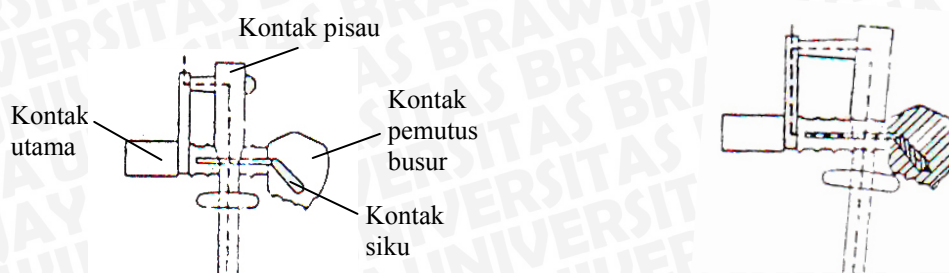 Kontak pisau
Kontak
utama
Kontak
pemutus
busur
Kontak
siku